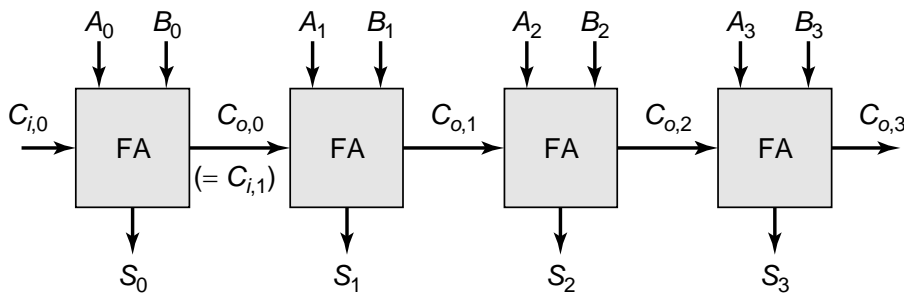 A0 B0 A1 B1 A2 B2 A3 B3
Ci,0 Co,0 Co,1 Co,2 Co,3
FA FA FA FA
(= Ci,1)
S0 S1 S2 S3